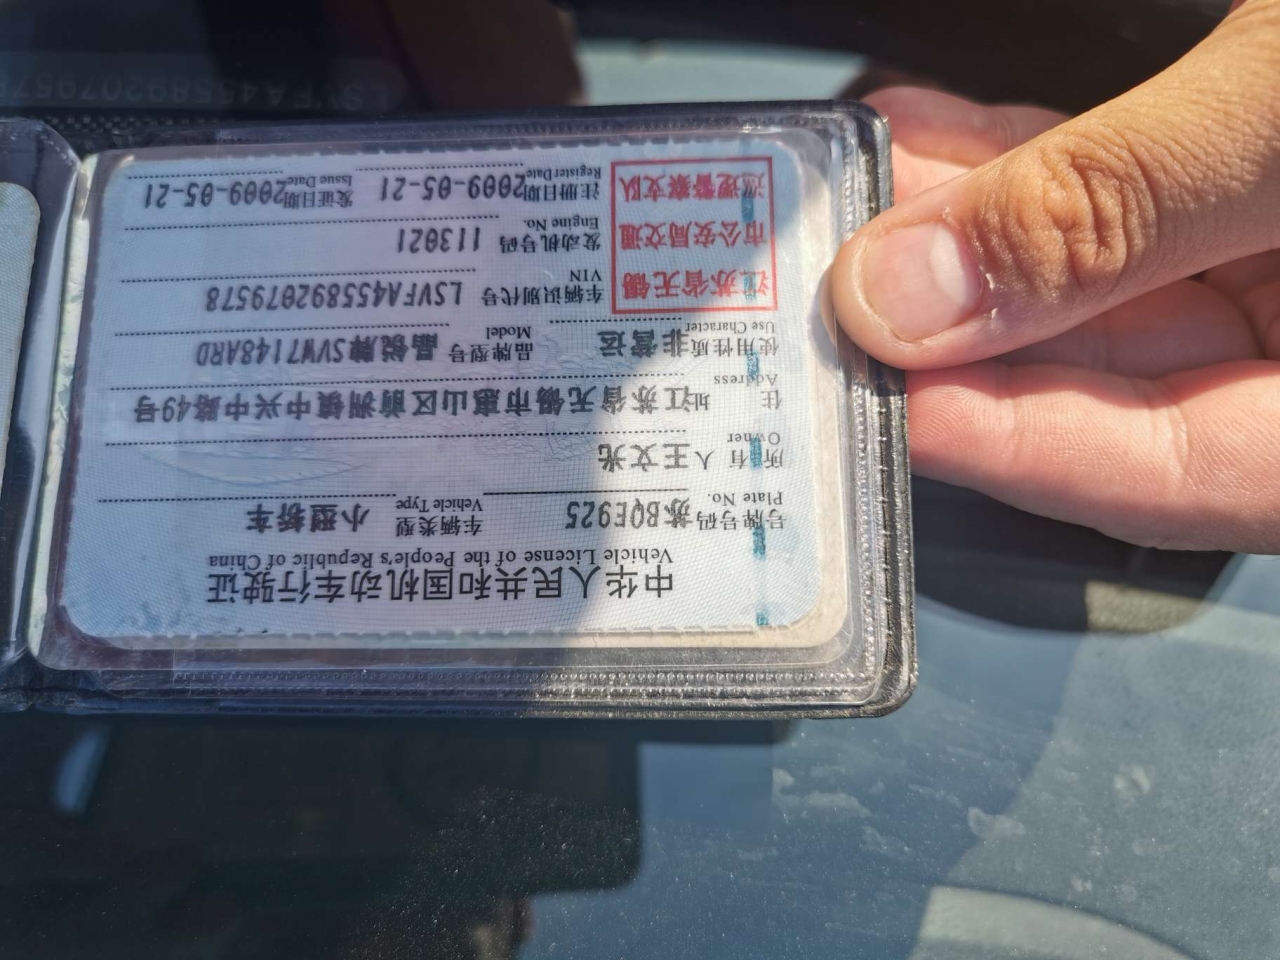 中华人民共和国机动车行驶证
Vehicle License of the People's Republic of China
号牌号码 苏BQE925 车辆类型 小型轿车
Plate No. Vehicle Type
所有人 王文光
Owner
住址 江苏省无锡市惠山区前洲镇中兴中路49号
Address
使用性质 非营运 品牌型号 晶锐牌SVW7148ARD
Use Character Model
江苏省无锡
市公安局交通
巡逻警察支队
车辆识别代号 LSVFA455892079578
VIN
发动机号码 113021
Engine No.
注册日期 2009-05-21 发证日期 2009-05-21
Register Date Issue Date
LSVFA45589207957